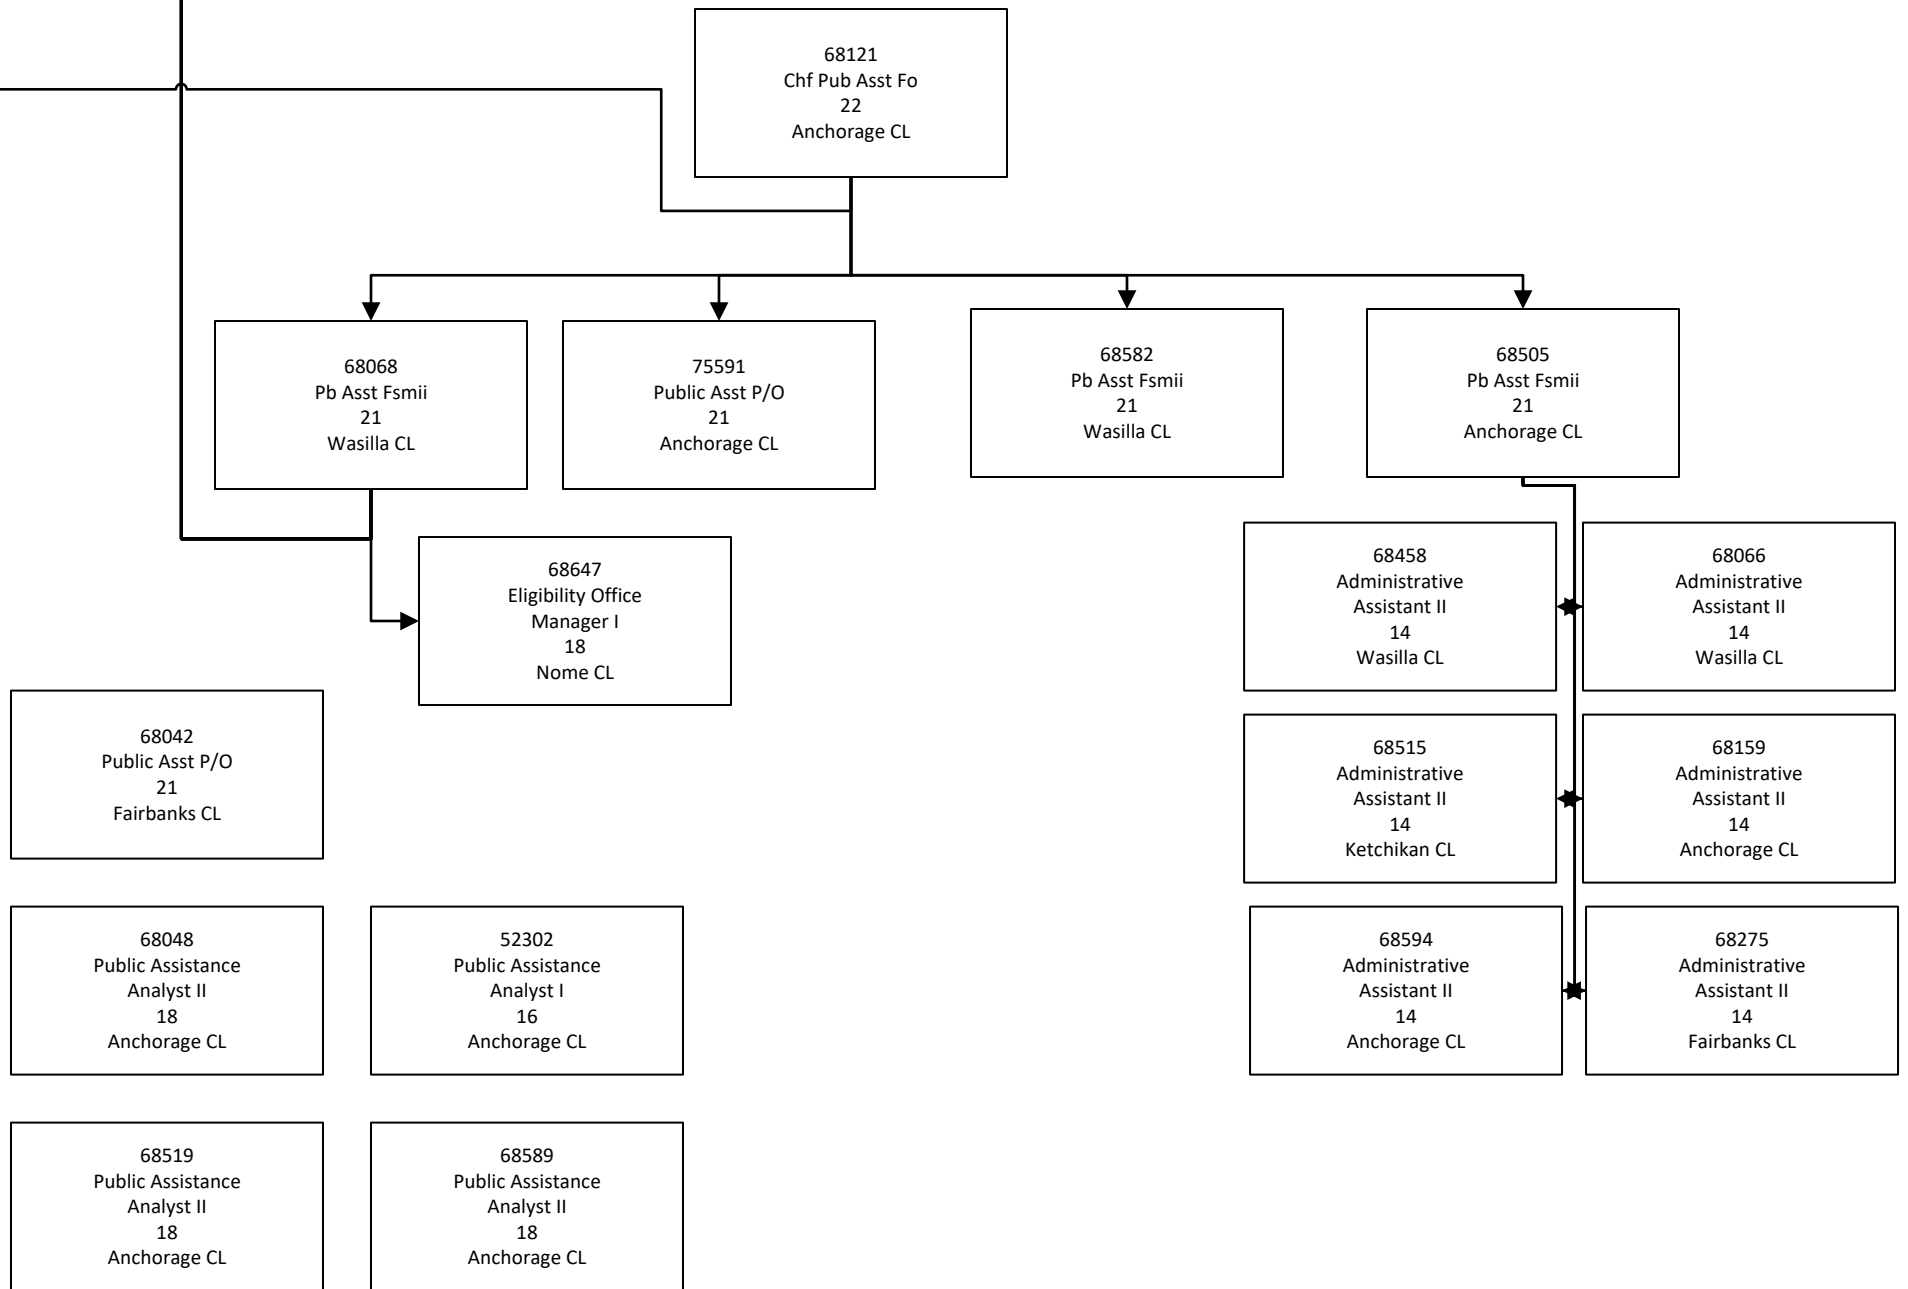 68121
Chf Pub Asst Fo
22
Anchorage CL
68068
Pb Asst Fsmii
21
Wasilla CL
75591
Public Asst P/O
21
Anchorage CL
68582
Pb Asst Fsmii
21
Wasilla CL
68505
Pb Asst Fsmii
21
Anchorage CL
68647
Eligibility Office
Manager I
18
Nome CL
68458
Administrative
Assistant II
14
Wasilla CL
68066
Administrative
Assistant II
14
Wasilla CL
68042
Public Asst P/O
21
Fairbanks CL
68515
Administrative
Assistant II
14
Ketchikan CL
68159
Administrative
Assistant II
14
Anchorage CL
68048
Public Assistance
Analyst II
18
Anchorage CL
52302
Public Assistance
Analyst I
16
Anchorage CL
68594
Administrative
Assistant II
14
Anchorage CL
68275
Administrative
Assistant II
14
Fairbanks CL
68519
Public Assistance
Analyst II
18
Anchorage CL
68589
Public Assistance
Analyst II
18
Anchorage CL